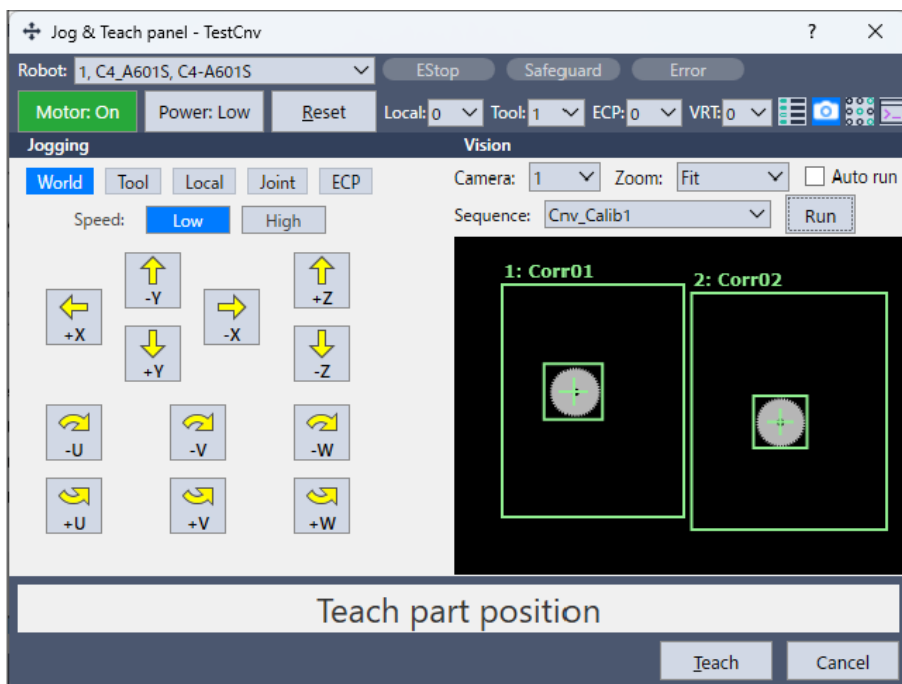 Jog & Teach panel - TestCnv ? ×
Robot: 1, C4_A601S, C4-A601S EStop Safeguard Error
Motor: On Power: Low Reset Local: 0 Tool: 1 ECP: 0 VRT: 0
Jogging Vision
World Tool Local Joint ECP Camera: 1 Zoom: Fit Auto run
Speed: Low High Sequence: Cnv_Calib1 Run
1: Corr01
2: Corr02
-Y +Z
+X -X
+Y -Z
-U -V -W
+U +V +W
Teach part position
Teach Cancel